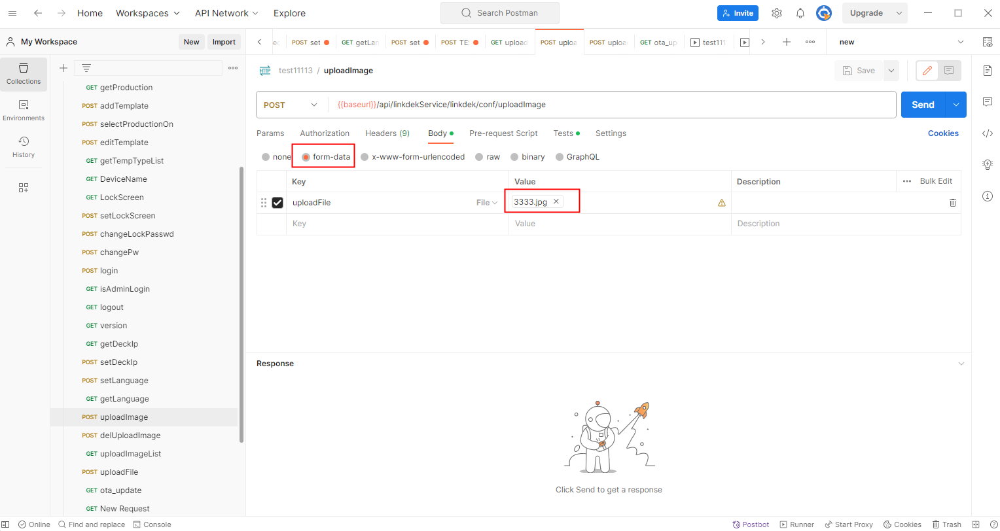 Home Workspaces API Network Explore Search Postman Invite Upgrade
My Workspace New Import POST set GET getLan POST set POST TE: GET upload POST uploa POST uploa GET ota_up test111 new
Collections
Environments
History
GET getProduction
POST addTemplate
POST selectProductionOn
POST editTemplate
GET getTempTypeList
GET DeviceName
GET LockScreen
POST setLockScreen
POST changeLockPasswd
POST changePw
POST login
GET isAdminLogin
GET logout
GET version
GET getDeckIp
POST setDeckIp
POST setLanguage
GET getLanguage
POST uploadImage
POST delUploadImage
GET uploadImageList
POST uploadFile
GET ota_update
GET New Request
HTTP test11113 / uploadImage Save
POST {{baseurl}}/api/linkdekService/linkdek/conf/uploadImage Send
Params Authorization Headers (9) Body Pre-request Script Tests Settings Cookies
none form-data x-www-form-urlencoded raw binary GraphQL
Key Value Description Bulk Edit
uploadFile File 3333.jpg
Key Value Description
Response
Click Send to get a response
Online Find and replace Console Postbot Runner Start Proxy Cookies Trash